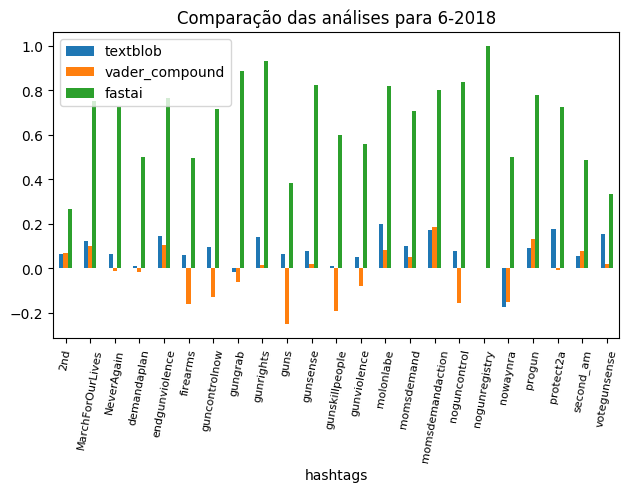 Comparação das análises para 6-2018
textblob
vader_compound
fastai
1.0
0.8
0.6
0.4
0.2
0.0
−0.2
2nd
MarchForOurLives
NeverAgain
demandaplan
endgunviolence
firearms
guncontrolnow
gungrab
gunrights
guns
gunsense
gunskillpeople
gunviolence
molonlabe
momsdemand
momsdemandaction
noguncontrol
nogunregistry
nowaynra
progun
protect2a
second_am
votegunsense
hashtags